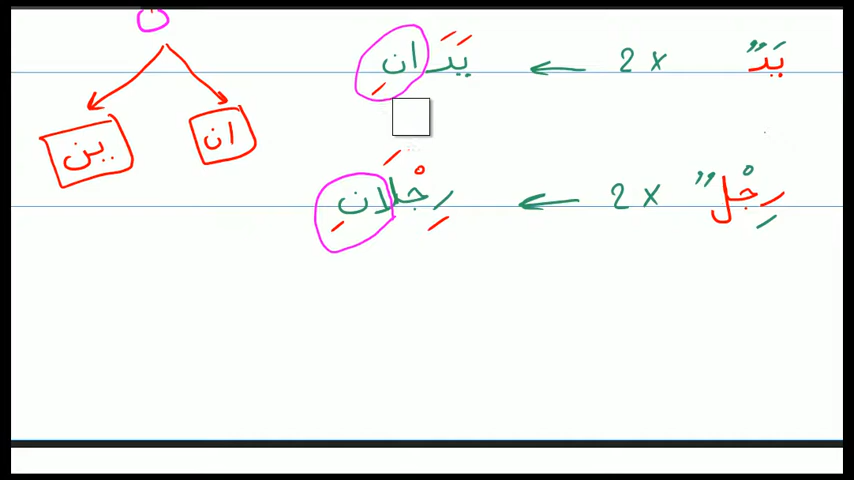 يَدٌ x 2 ← يَدَانِ
رِجْلٌ x 2 ← رِجْلَانِ
ان ين